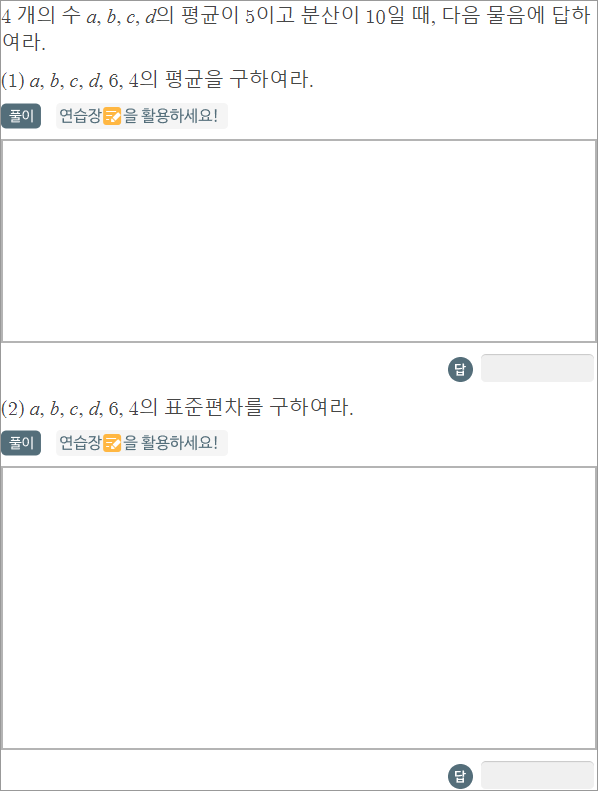 4 개의 수 a, b, c, d의 평균이 5이고 분산이 10일 때, 다음 물음에 답하
여라.
(1) a, b, c, d, 6, 4의 평균을 구하여라.
풀이 연습장을 활용하세요!
답
(2) a, b, c, d, 6, 4의 표준편차를 구하여라.
풀이 연습장을 활용하세요!
답